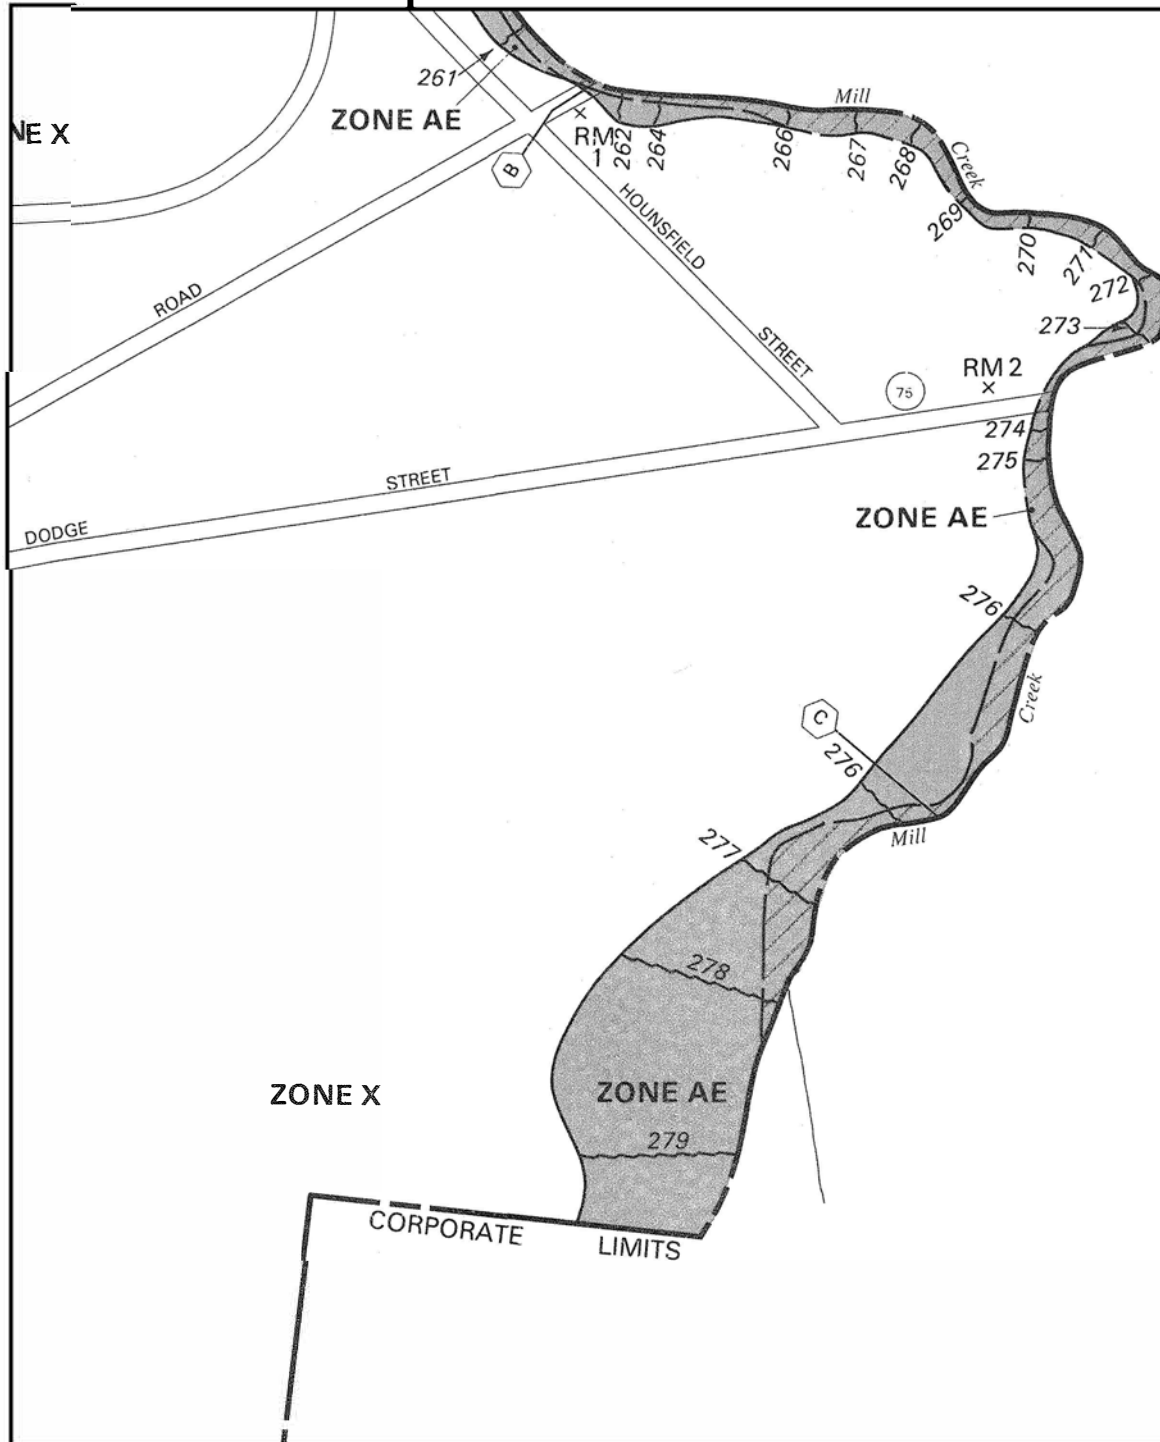 261
ZONE AE
NE X
Mill
RM
1
262
264
266
267
268
Creek
B
269
270
271
272
HOUNSFIELD
ROAD
273
STREET
RM 2
75
274
275
STREET
ZONE AE
DODGE
276
Creek
C
276
Mill
277
278
ZONE X
ZONE AE
279
CORPORATE
LIMITS